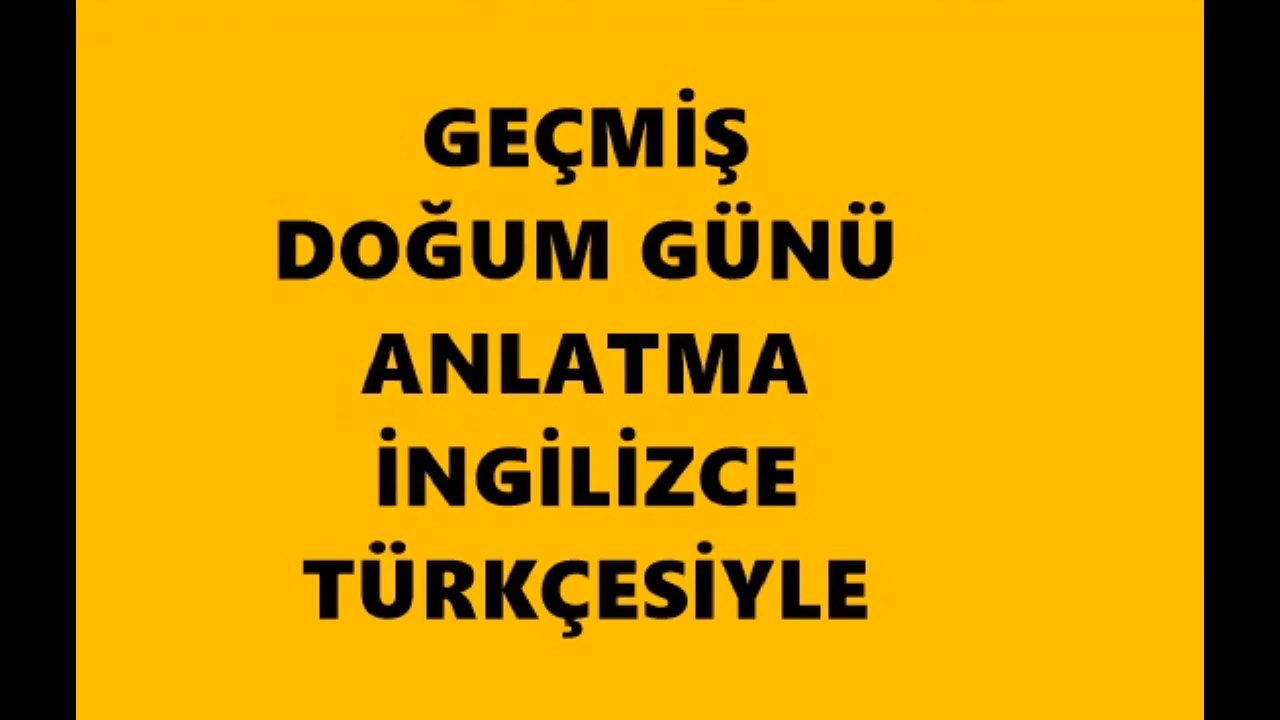 GEÇMİŞ
DOĞUM GÜNÜ
ANLATMA
İNGİLİZCE
TÜRKÇESİYLE